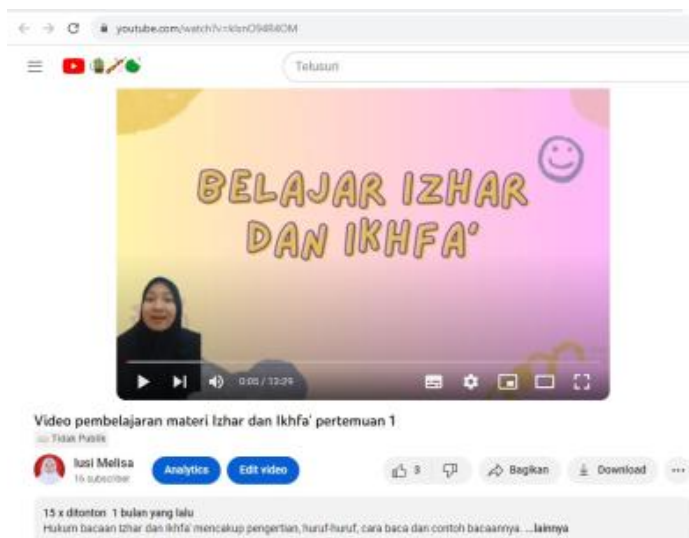 youtube.com/watch?v=
Telusuri
BELAJAR IZHAR
DAN IKHFA'
0:05 / 13:29
Video pembelajaran materi Izhar dan Ikhfa' pertemuan 1
Tidak Publik
lusi Melisa
16 subscriber
Analytics
Edit video
3
Bagikan
Download
15 x ditonton 1 bulan yang lalu
Hukum bacaan Izhar dan Ikhfa' mencakup pengertian, huruf-huruf, cara baca dan contoh bacaannya. ...lainnya